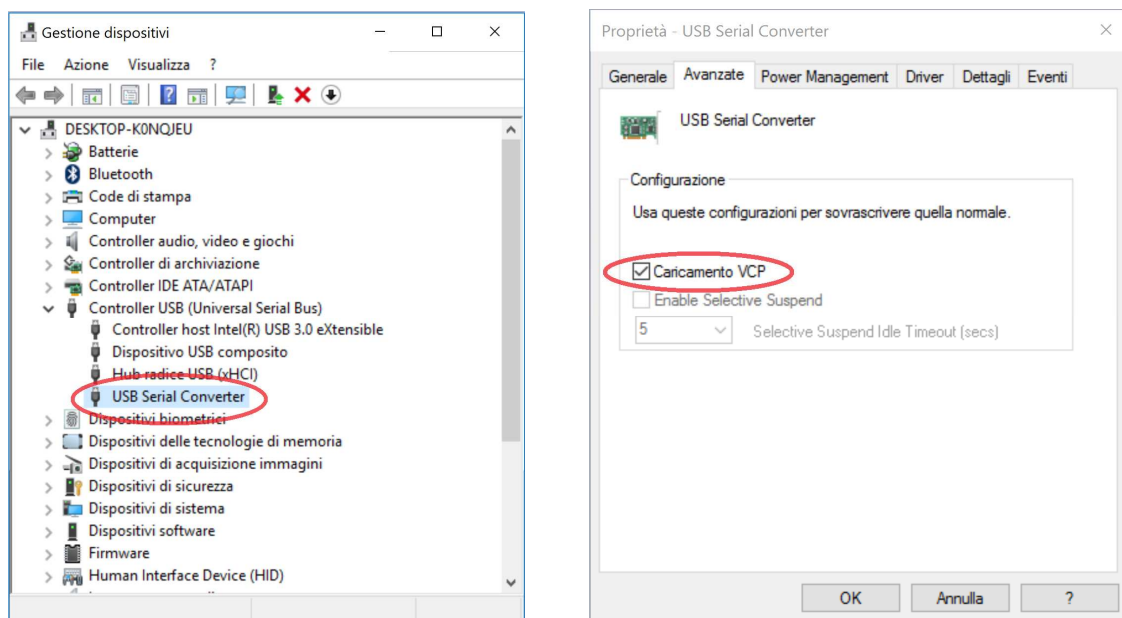 Gestione dispositivi
File Azione Visualizza ?
DESKTOP-K0NQJEU
Batterie
Bluetooth
Code di stampa
Computer
Controller audio, video e giochi
Controller di archiviazione
Controller IDE ATA/ATAPI
Controller USB (Universal Serial Bus)
Controller host Intel(R) USB 3.0 eXtensible
Dispositivo USB composito
Hub radice USB (xHCI)
USB Serial Converter
Dispositivi biometrici
Dispositivi delle tecnologie di memoria
Dispositivi di acquisizione immagini
Dispositivi di sicurezza
Dispositivi di sistema
Dispositivi software
Firmware
Human Interface Device (HID)
Proprietà - USB Serial Converter
Generale Avanzate Power Management Driver Dettagli Eventi
USB Serial Converter
Configurazione
Usa queste configurazioni per sovrascrivere quella normale.
Caricamento VCP
Enable Selective Suspend
5 Selective Suspend Idle Timeout (secs)
OK Annulla ?